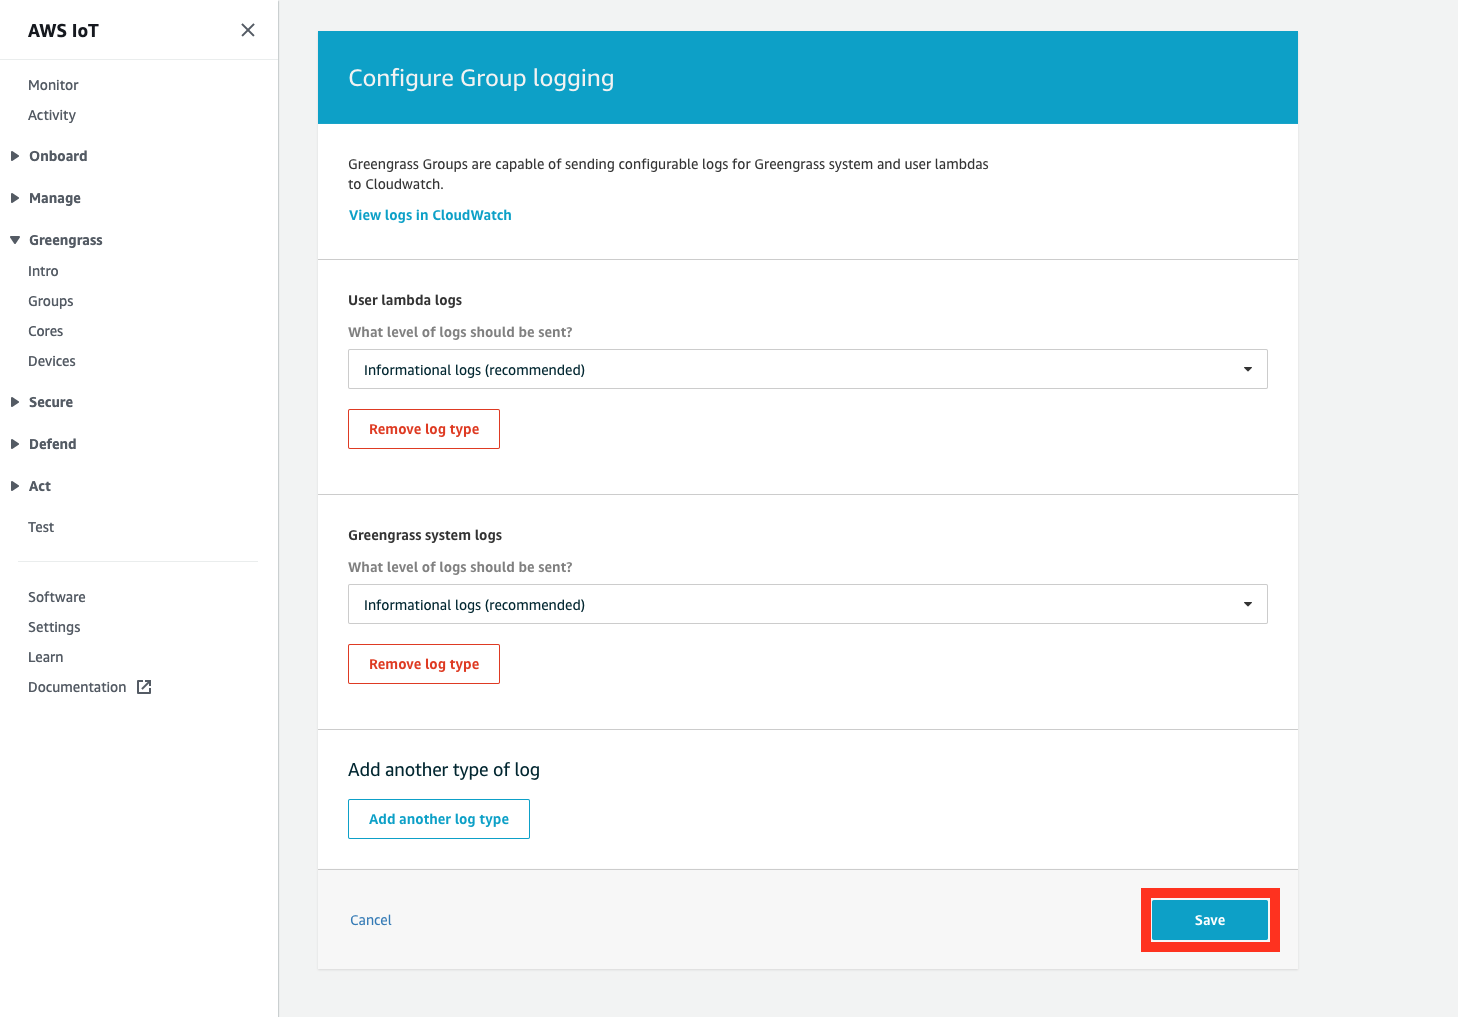 AWS IoT
Monitor
Activity
Onboard
Manage
Greengrass
Intro
Groups
Cores
Devices
Secure
Defend
Act
Test
Software
Settings
Learn
Documentation
Configure Group logging
Greengrass Groups are capable of sending configurable logs for Greengrass system and user lambdas
to Cloudwatch.
View logs in CloudWatch
User lambda logs
What level of logs should be sent?
Informational logs (recommended)
Remove log type
Greengrass system logs
What level of logs should be sent?
Informational logs (recommended)
Remove log type
Add another type of log
Add another log type
Cancel
Save